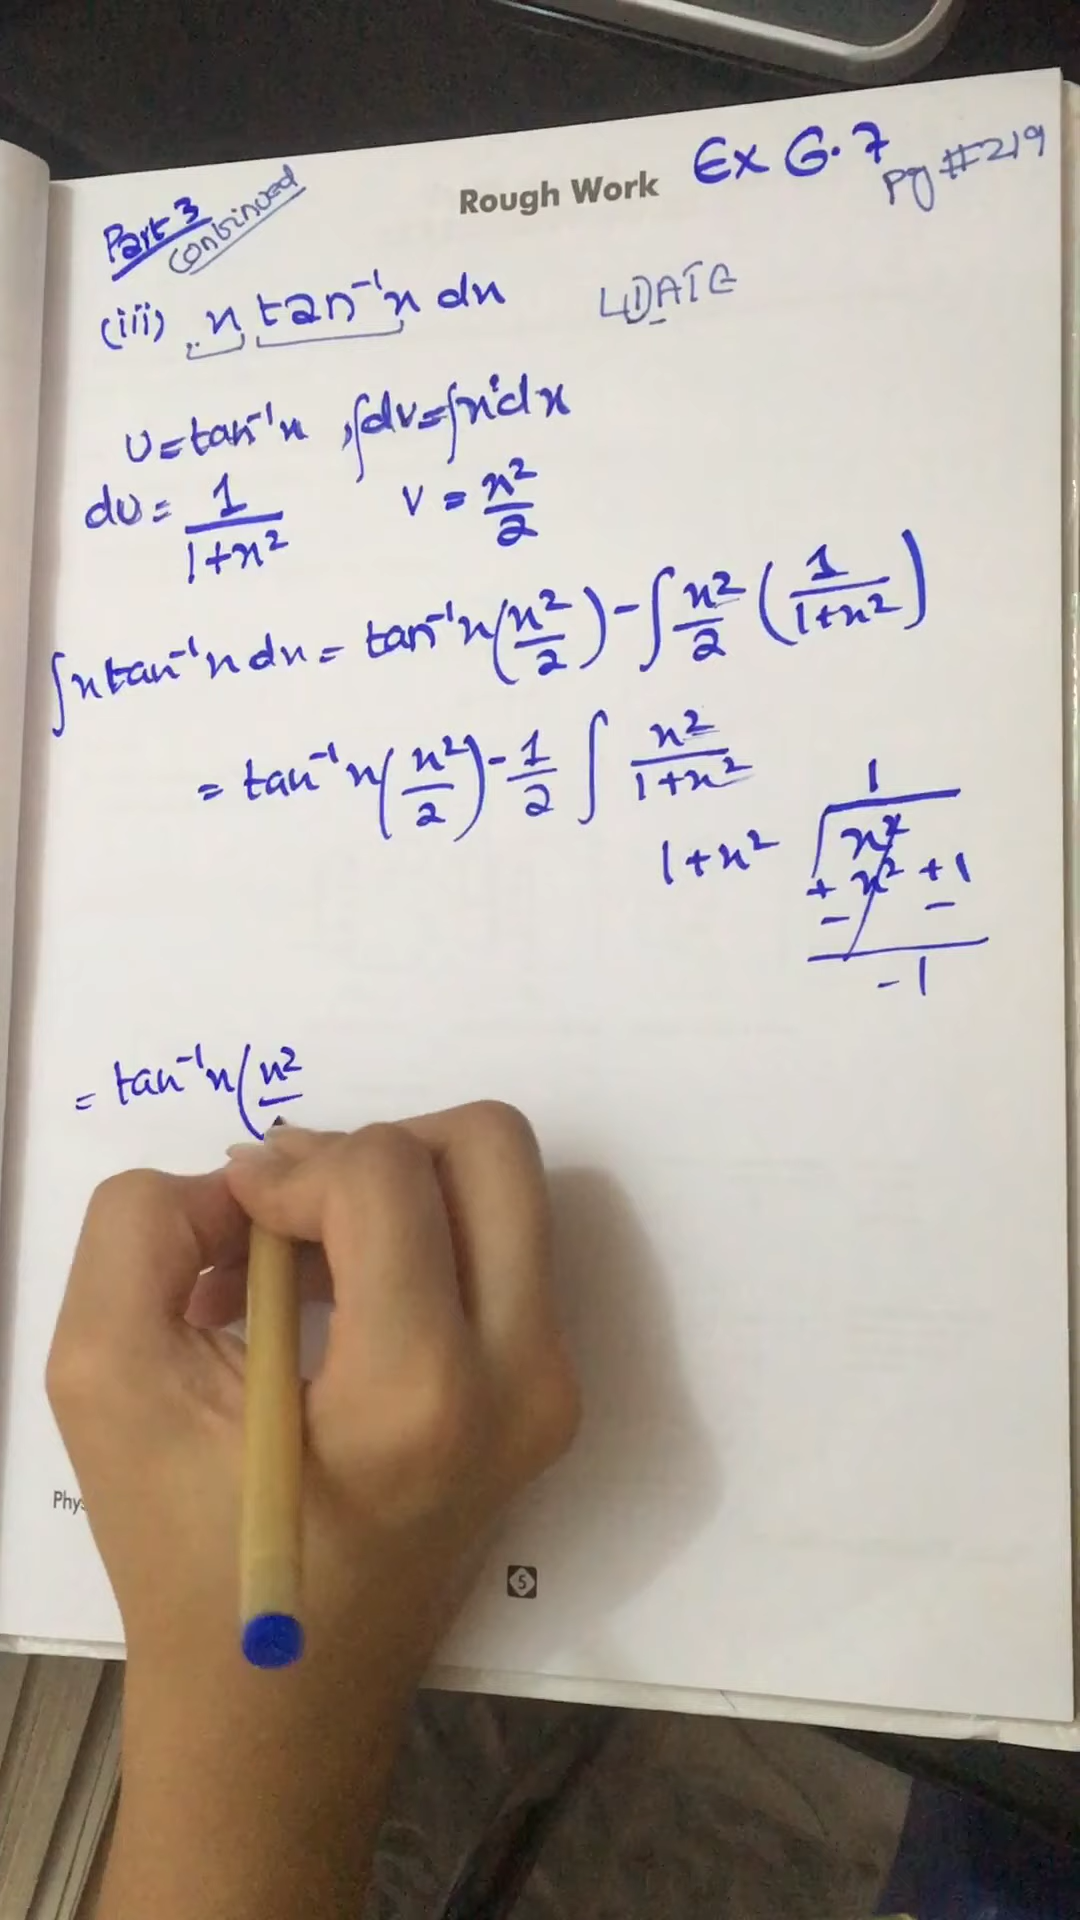 Part 3
Continued
Rough Work
Ex 6.7
Pg #219
(iii) x tan⁻¹x dx
LIATE
U=tan⁻¹x , ∫dv=∫x¹dx
du= 1/1+x²
v = x²/2
∫x tan⁻¹x dx = tan⁻¹x(x²/2) - ∫x²/2 (1/1+x²)
= tan⁻¹x(x²/2) - 1/2 ∫ x²/1+x²
1
1+x² √x²
+ x² + 1
- -
-1
= tan⁻¹x(x²
5